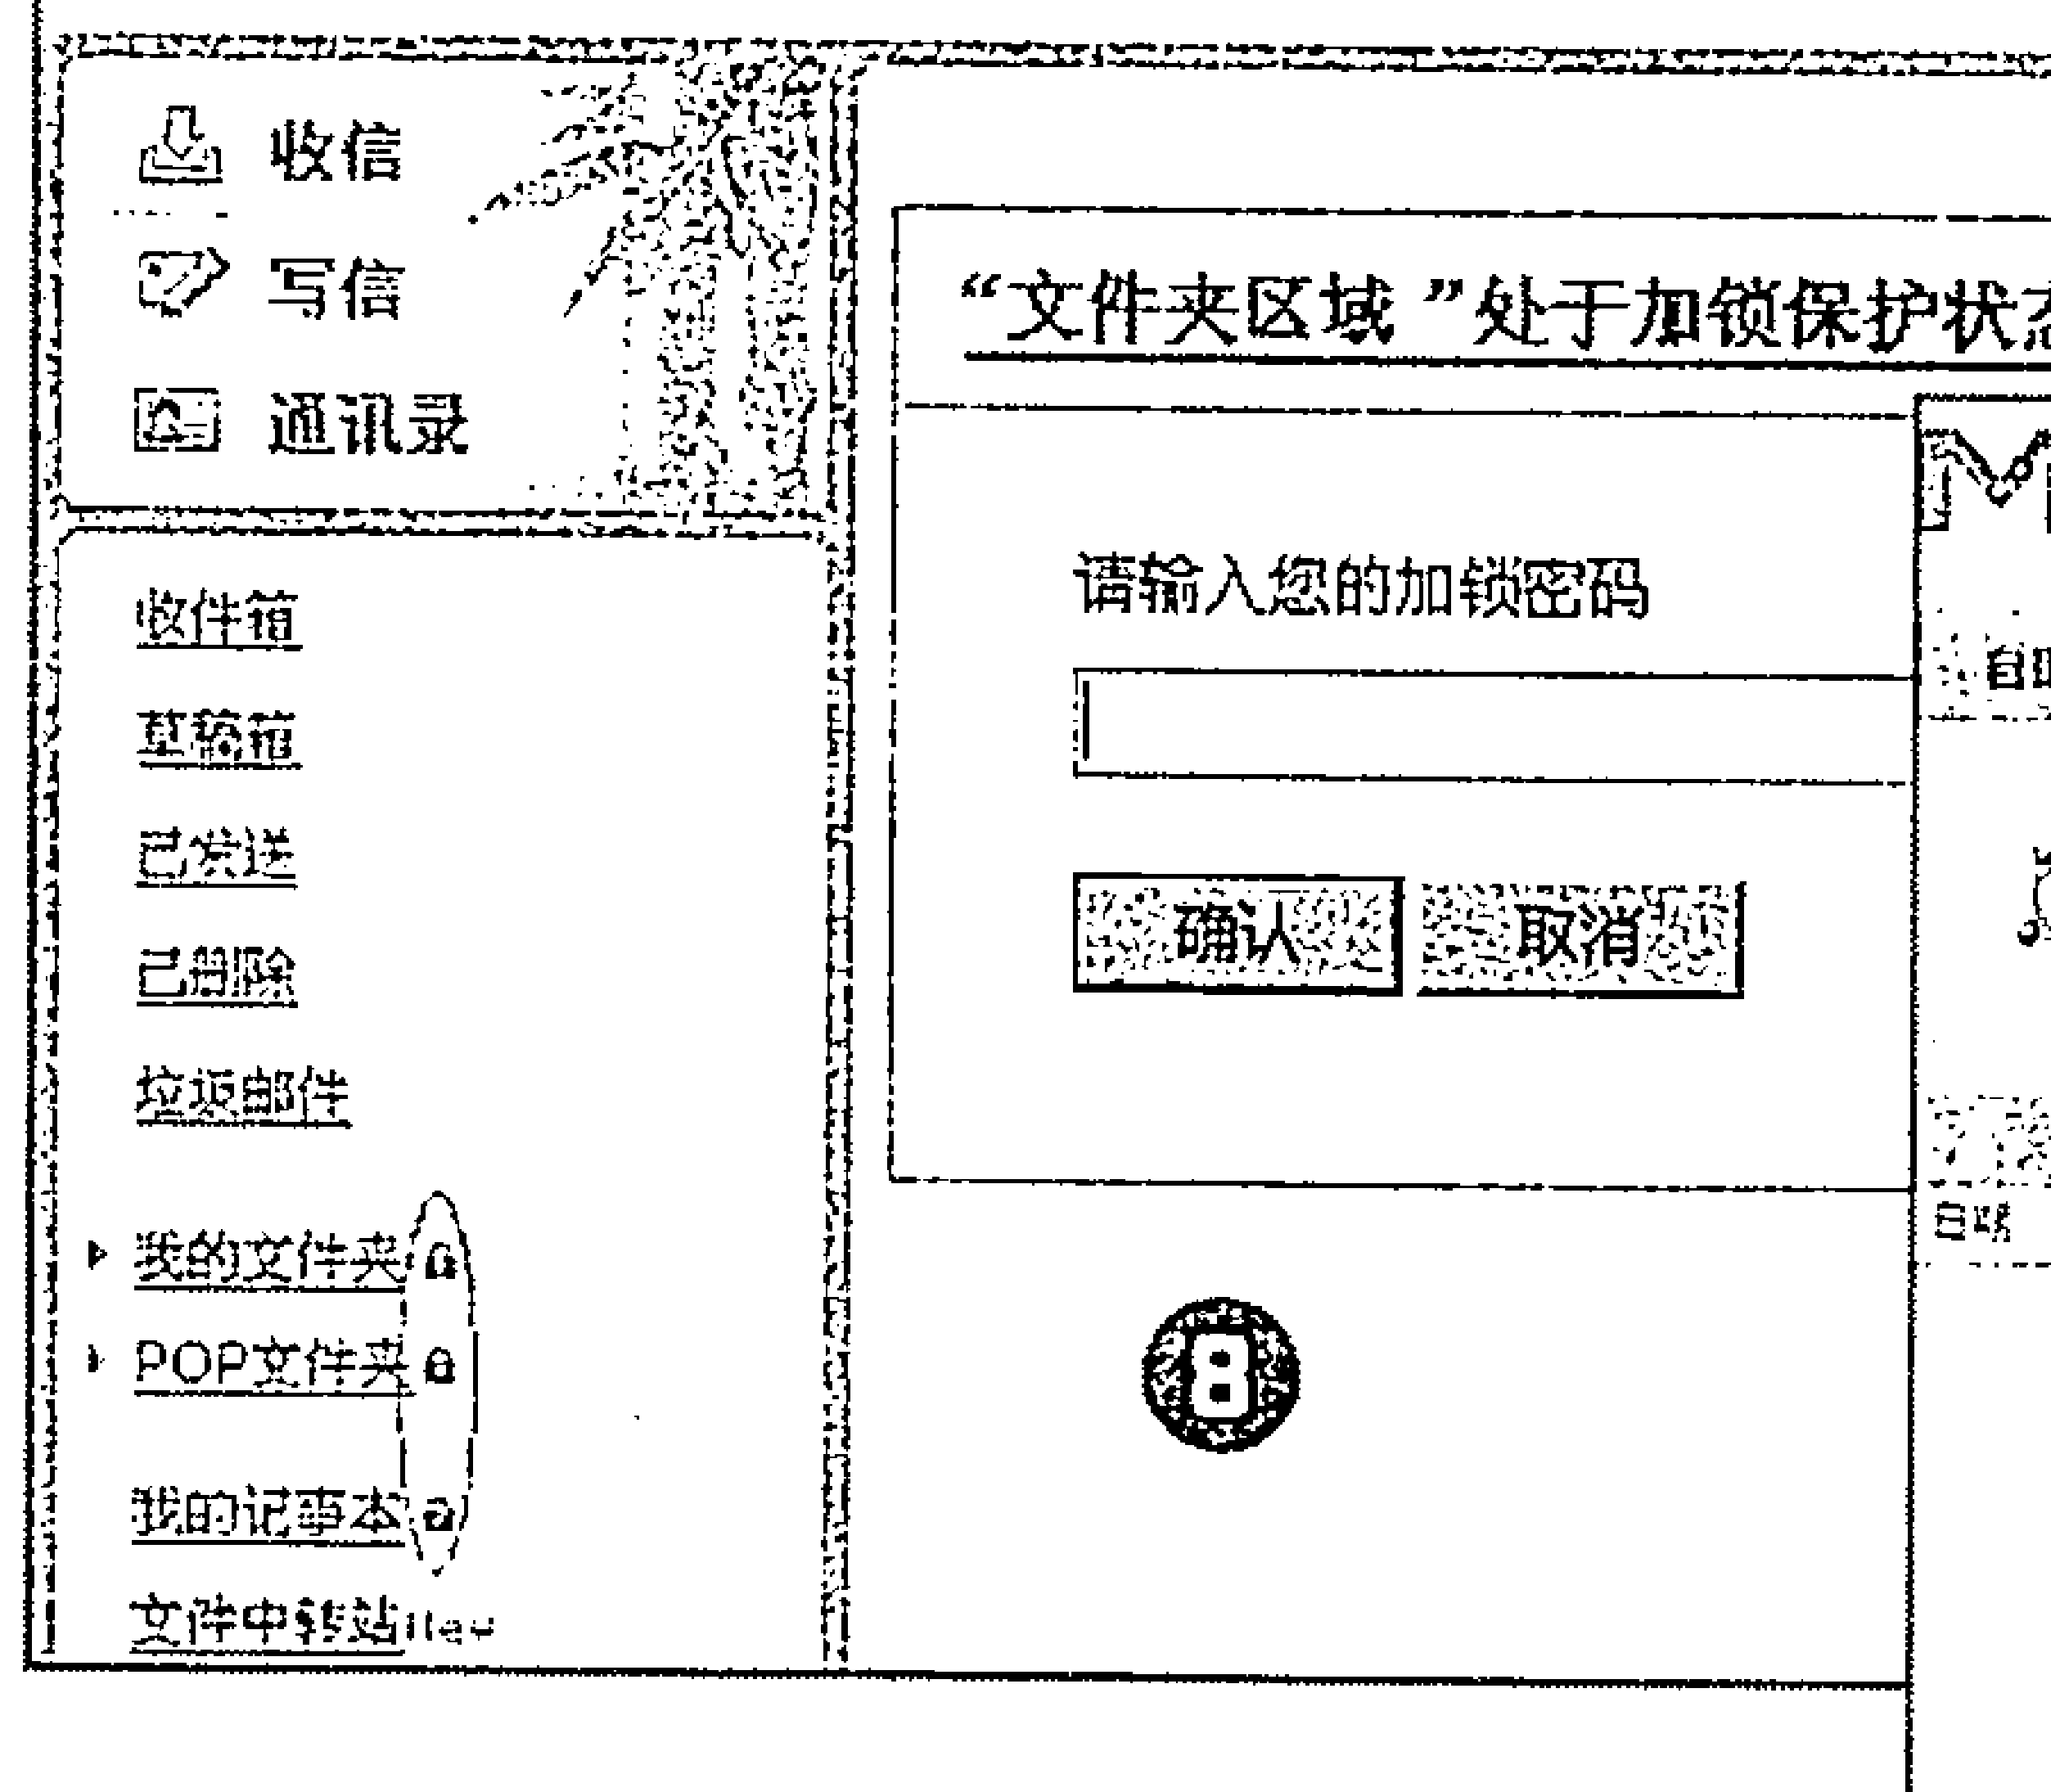 收信
写信
通讯录
收件箱
草稿箱
已发送
已删除
垃圾邮件
我的文件夹
POP文件夹
我的记事本
文件中转站
“文件夹区域”处于加锁保护状态
请输入您的加锁密码
确认
取消